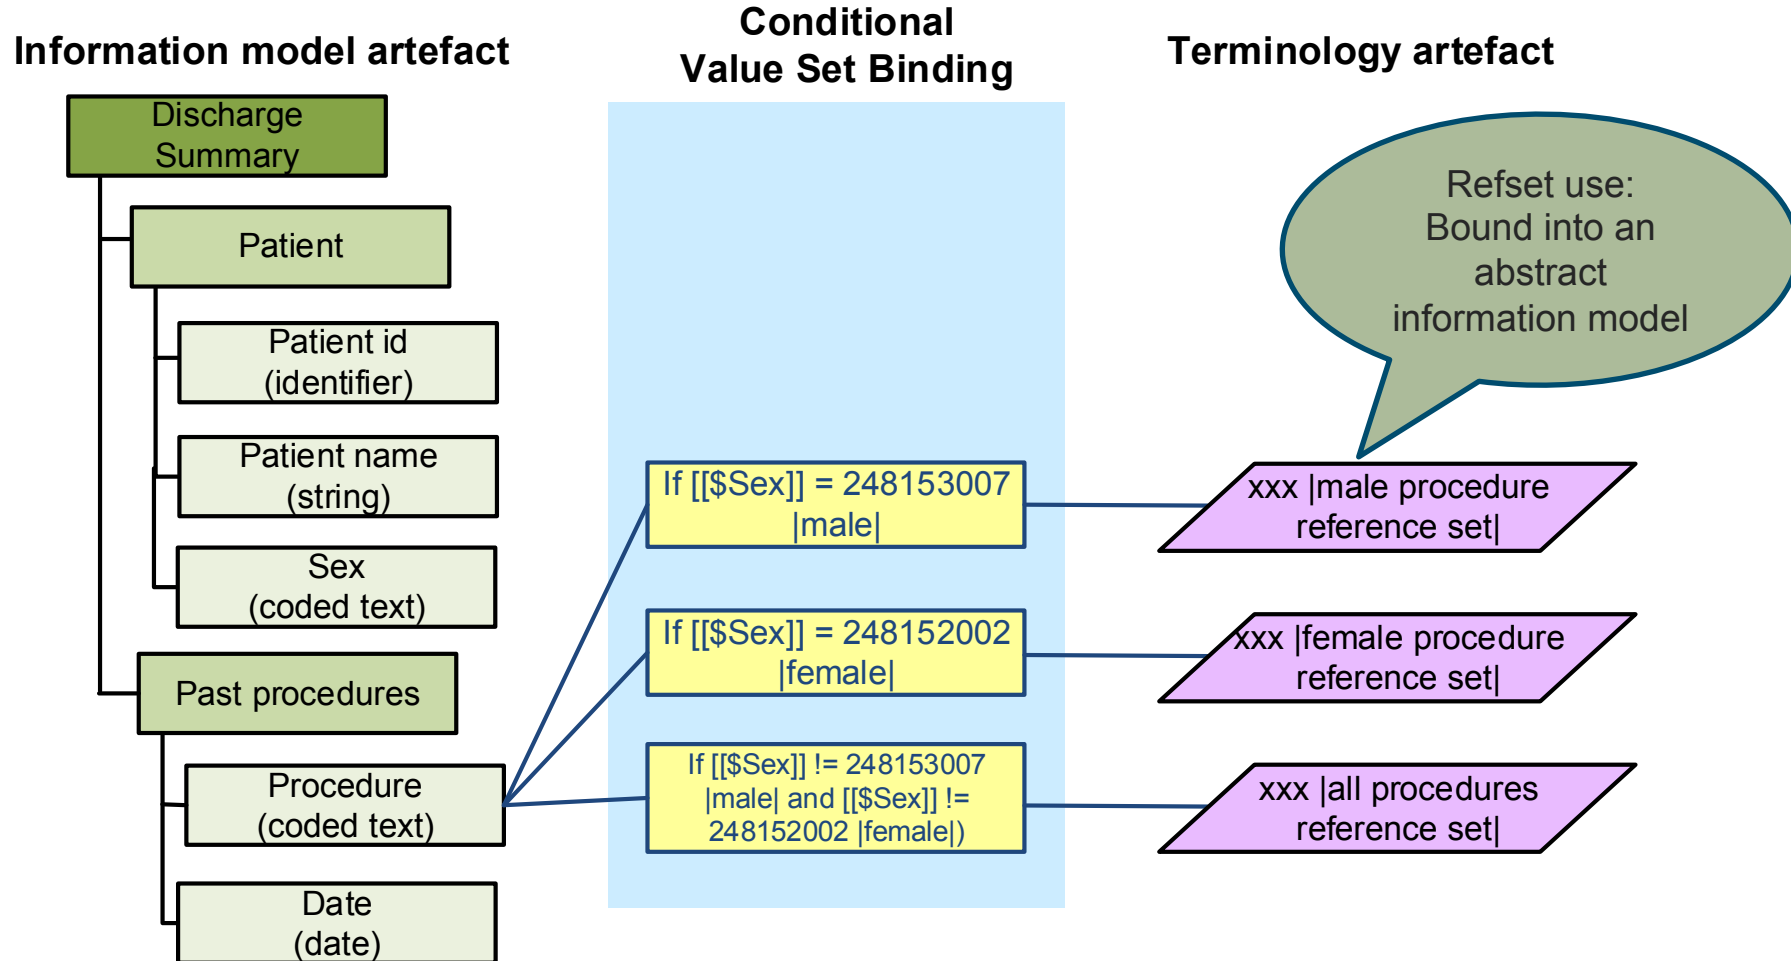 Information model artefact
Conditional
Value Set Binding
Terminology artefact
Discharge
Summary
Patient
Patient id
(identifier)
Patient name
(string)
Sex
(coded text)
Past procedures
Procedure
(coded text)
Date
(date)
If [[$Sex]] = 248153007
|male|
If [[$Sex]] = 248152002
|female|
If [[$Sex]] != 248153007
|male| and [[$Sex]] !=
248152002 |female|)
Refset use:
Bound into an
abstract
information model
xxx |male procedure
reference set|
xxx |female procedure
reference set|
xxx |all procedures
reference set|